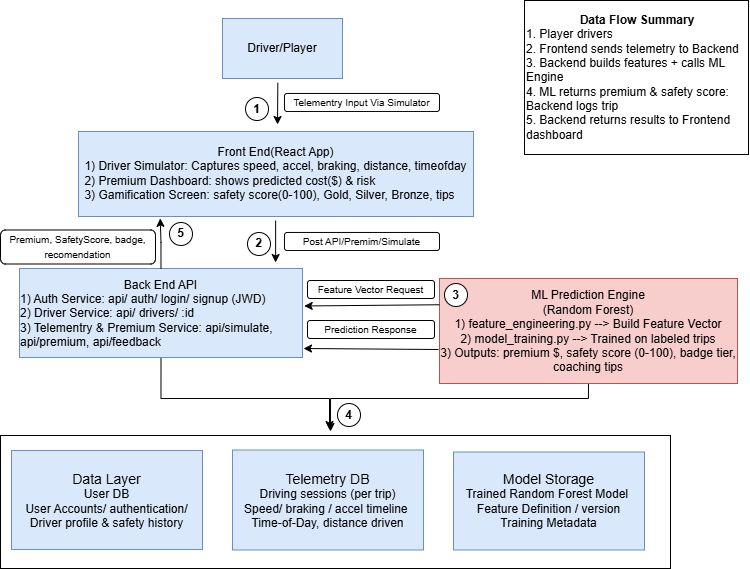 Driver/Player
Data Flow Summary
1. Player drivers
2. Frontend sends telemetry to Backend
3. Backend builds features + calls ML
Engine
4. ML returns premium & safety score:
Backend logs trip
5. Backend returns results to Frontend
dashboard
1
Telementry Input Via Simulator
Front End(React App)
1) Driver Simulator: Captures speed, accel, braking, distance, timeofday
2) Premium Dashboard: shows predicted cost($) & risk
3) Gamification Screen: safety score(0-100), Gold, Silver, Bronze, tips
Premium, SafetyScore, badge,
recomendation
5
2
Post API/Premim/Simulate
Back End API
1) Auth Service: api/ auth/ login/ signup (JWD)
2) Driver Service: api/ drivers/ :id
3) Telementry & Premium Service: api/simulate,
api/premium, api/feedback
Feature Vector Request
Prediction Response
3
ML Prediction Engine
(Random Forest)
1) feature_engineering.py --> Build Feature Vector
2) model_training.py --> Trained on labeled trips
3) Outputs: premium $, safety score (0-100), badge tier,
coaching tips
4
Data Layer
User DB
User Accounts/ authentication/
Driver profile & safety history
Telemetry DB
Driving sessions (per trip)
Speed/ braking / accel timeline
Time-of-Day, distance driven
Model Storage
Trained Random Forest Model
Feature Definition / version
Training Metadata